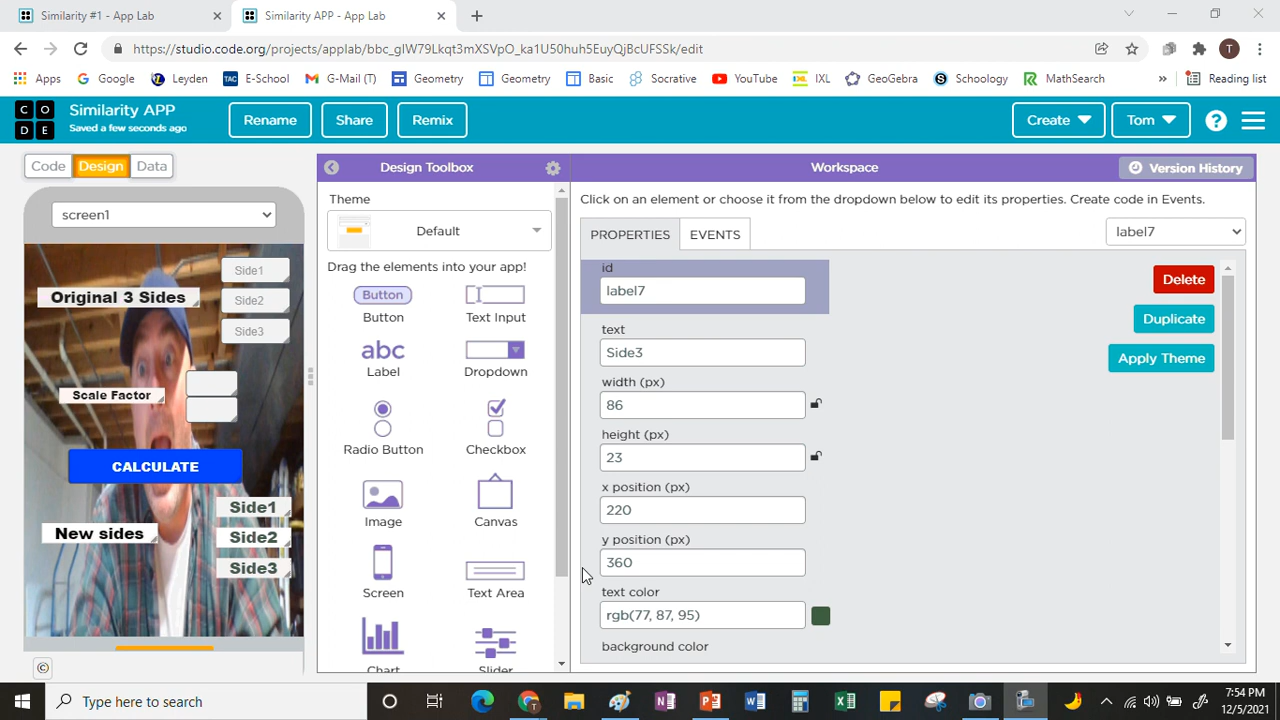 Similarity #1 - App Lab
Similarity APP - App Lab
https://studio.code.org/projects/applab/bbc_gIW79Lkqt3mXSVpO_ka1U50huh5EuyQjBcUFSSk/edit
T
Apps
Google
Leyden
TAC E-School
G-Mail (T)
Geometry
Geometry
Basic
Socrative
YouTube
IXL IXL
GeoGebra
S Schoology
MathSearch
»
Reading list
C O
D E
Similarity APP
Saved a few seconds ago
Rename
Share
Remix
Create
Tom
?
Code
Design
Data
Design Toolbox
Workspace
Version History
screen1
Original 3 Sides
Side1
Side2
Side3
Scale Factor
CALCULATE
New sides
Side1
Side2
Side3
©
Theme
Default
Drag the elements into your app!
Button
Button
Text Input
abc
Label
Dropdown
Radio Button
Checkbox
Image
Canvas
Screen
Text Area
Chart
Slider
Click on an element or choose it from the dropdown below to edit its properties. Create code in Events.
PROPERTIES
EVENTS
label7
id
label7
text
Side3
width (px)
86
height (px)
23
x position (px)
220
y position (px)
360
text color
rgb(77, 87, 95)
background color
Delete
Duplicate
Apply Theme
Type here to search
7:54 PM
12/5/2021